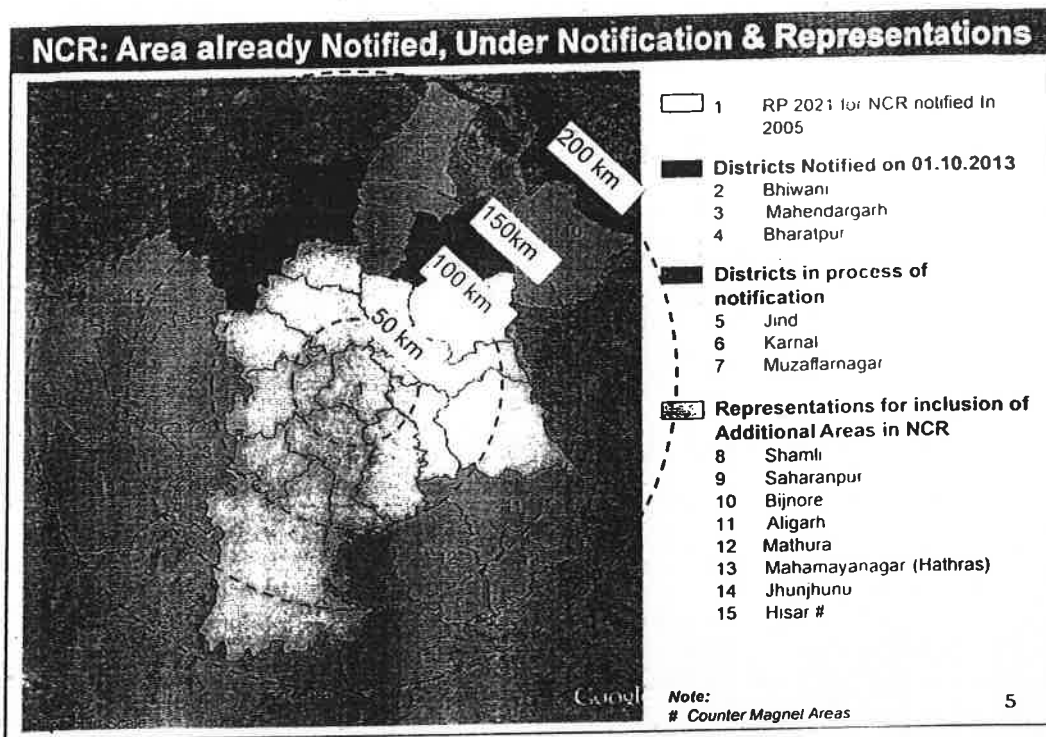 NCR: Area already Notified, Under Notification & Representations
200 km
150km
100 km
50 km
10
1 RP 2021 for NCR notified In
2005
Districts Notified on 01.10.2013
2 Bhiwani
3 Mahendargarh
4 Bharatpur
Districts in process of
notification
5 Jind
6 Karnal
7 Muzaffarnagar
Representations for inclusion of
Additional Areas in NCR
8 Shamli
9 Saharanpur
10 Bijnore
11 Aligarh
12 Mathura
13 Mahamayanagar (Hathras)
14 Jhunjhunu
15 Hisar #
Google
Note:
# Counter Magnel Areas
5